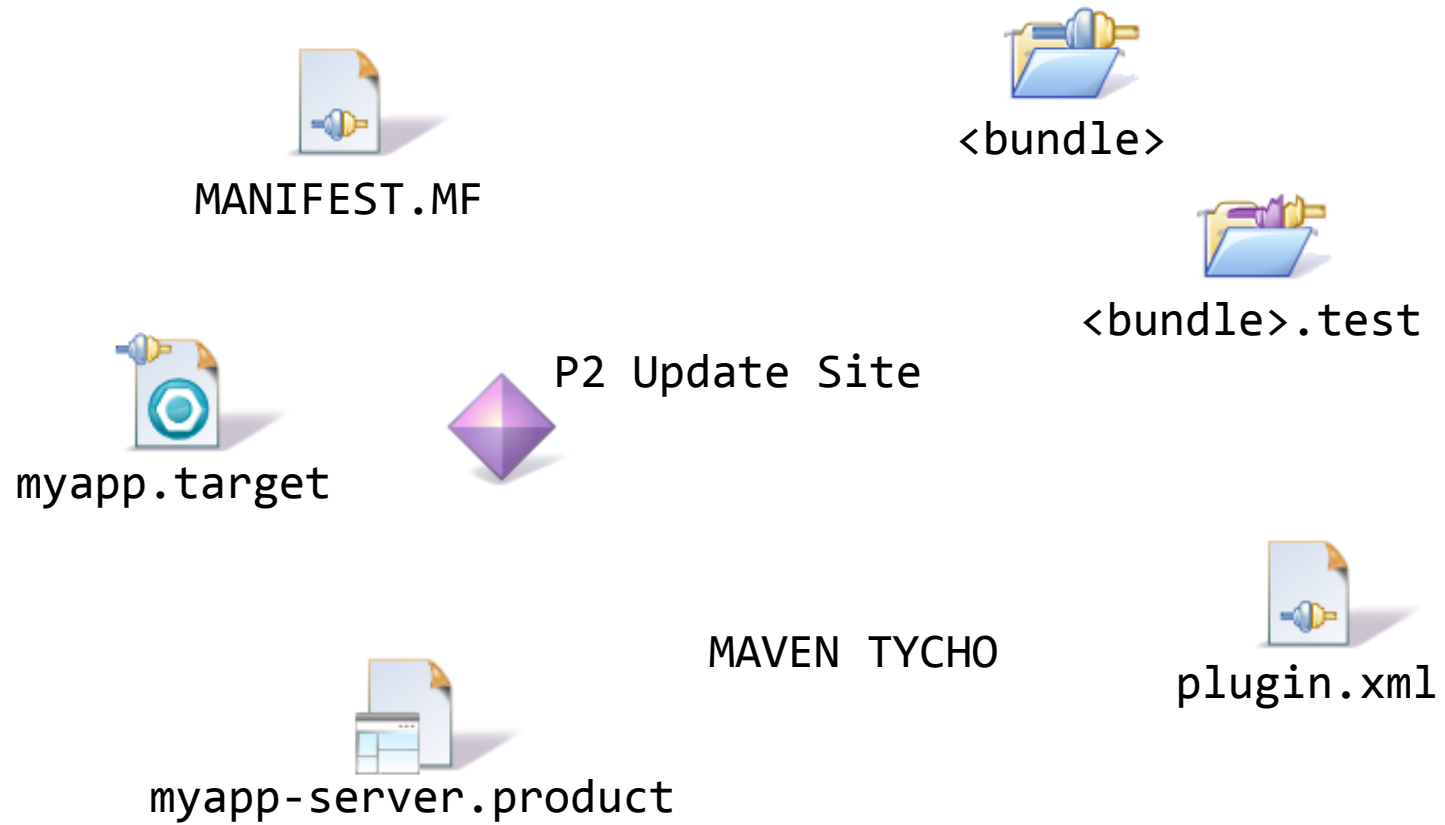 <bundle>
MANIFEST.MF
<bundle>.test
P2 Update Site
myapp.target
MAVEN TYCHO
plugin.xml
myapp-server.product